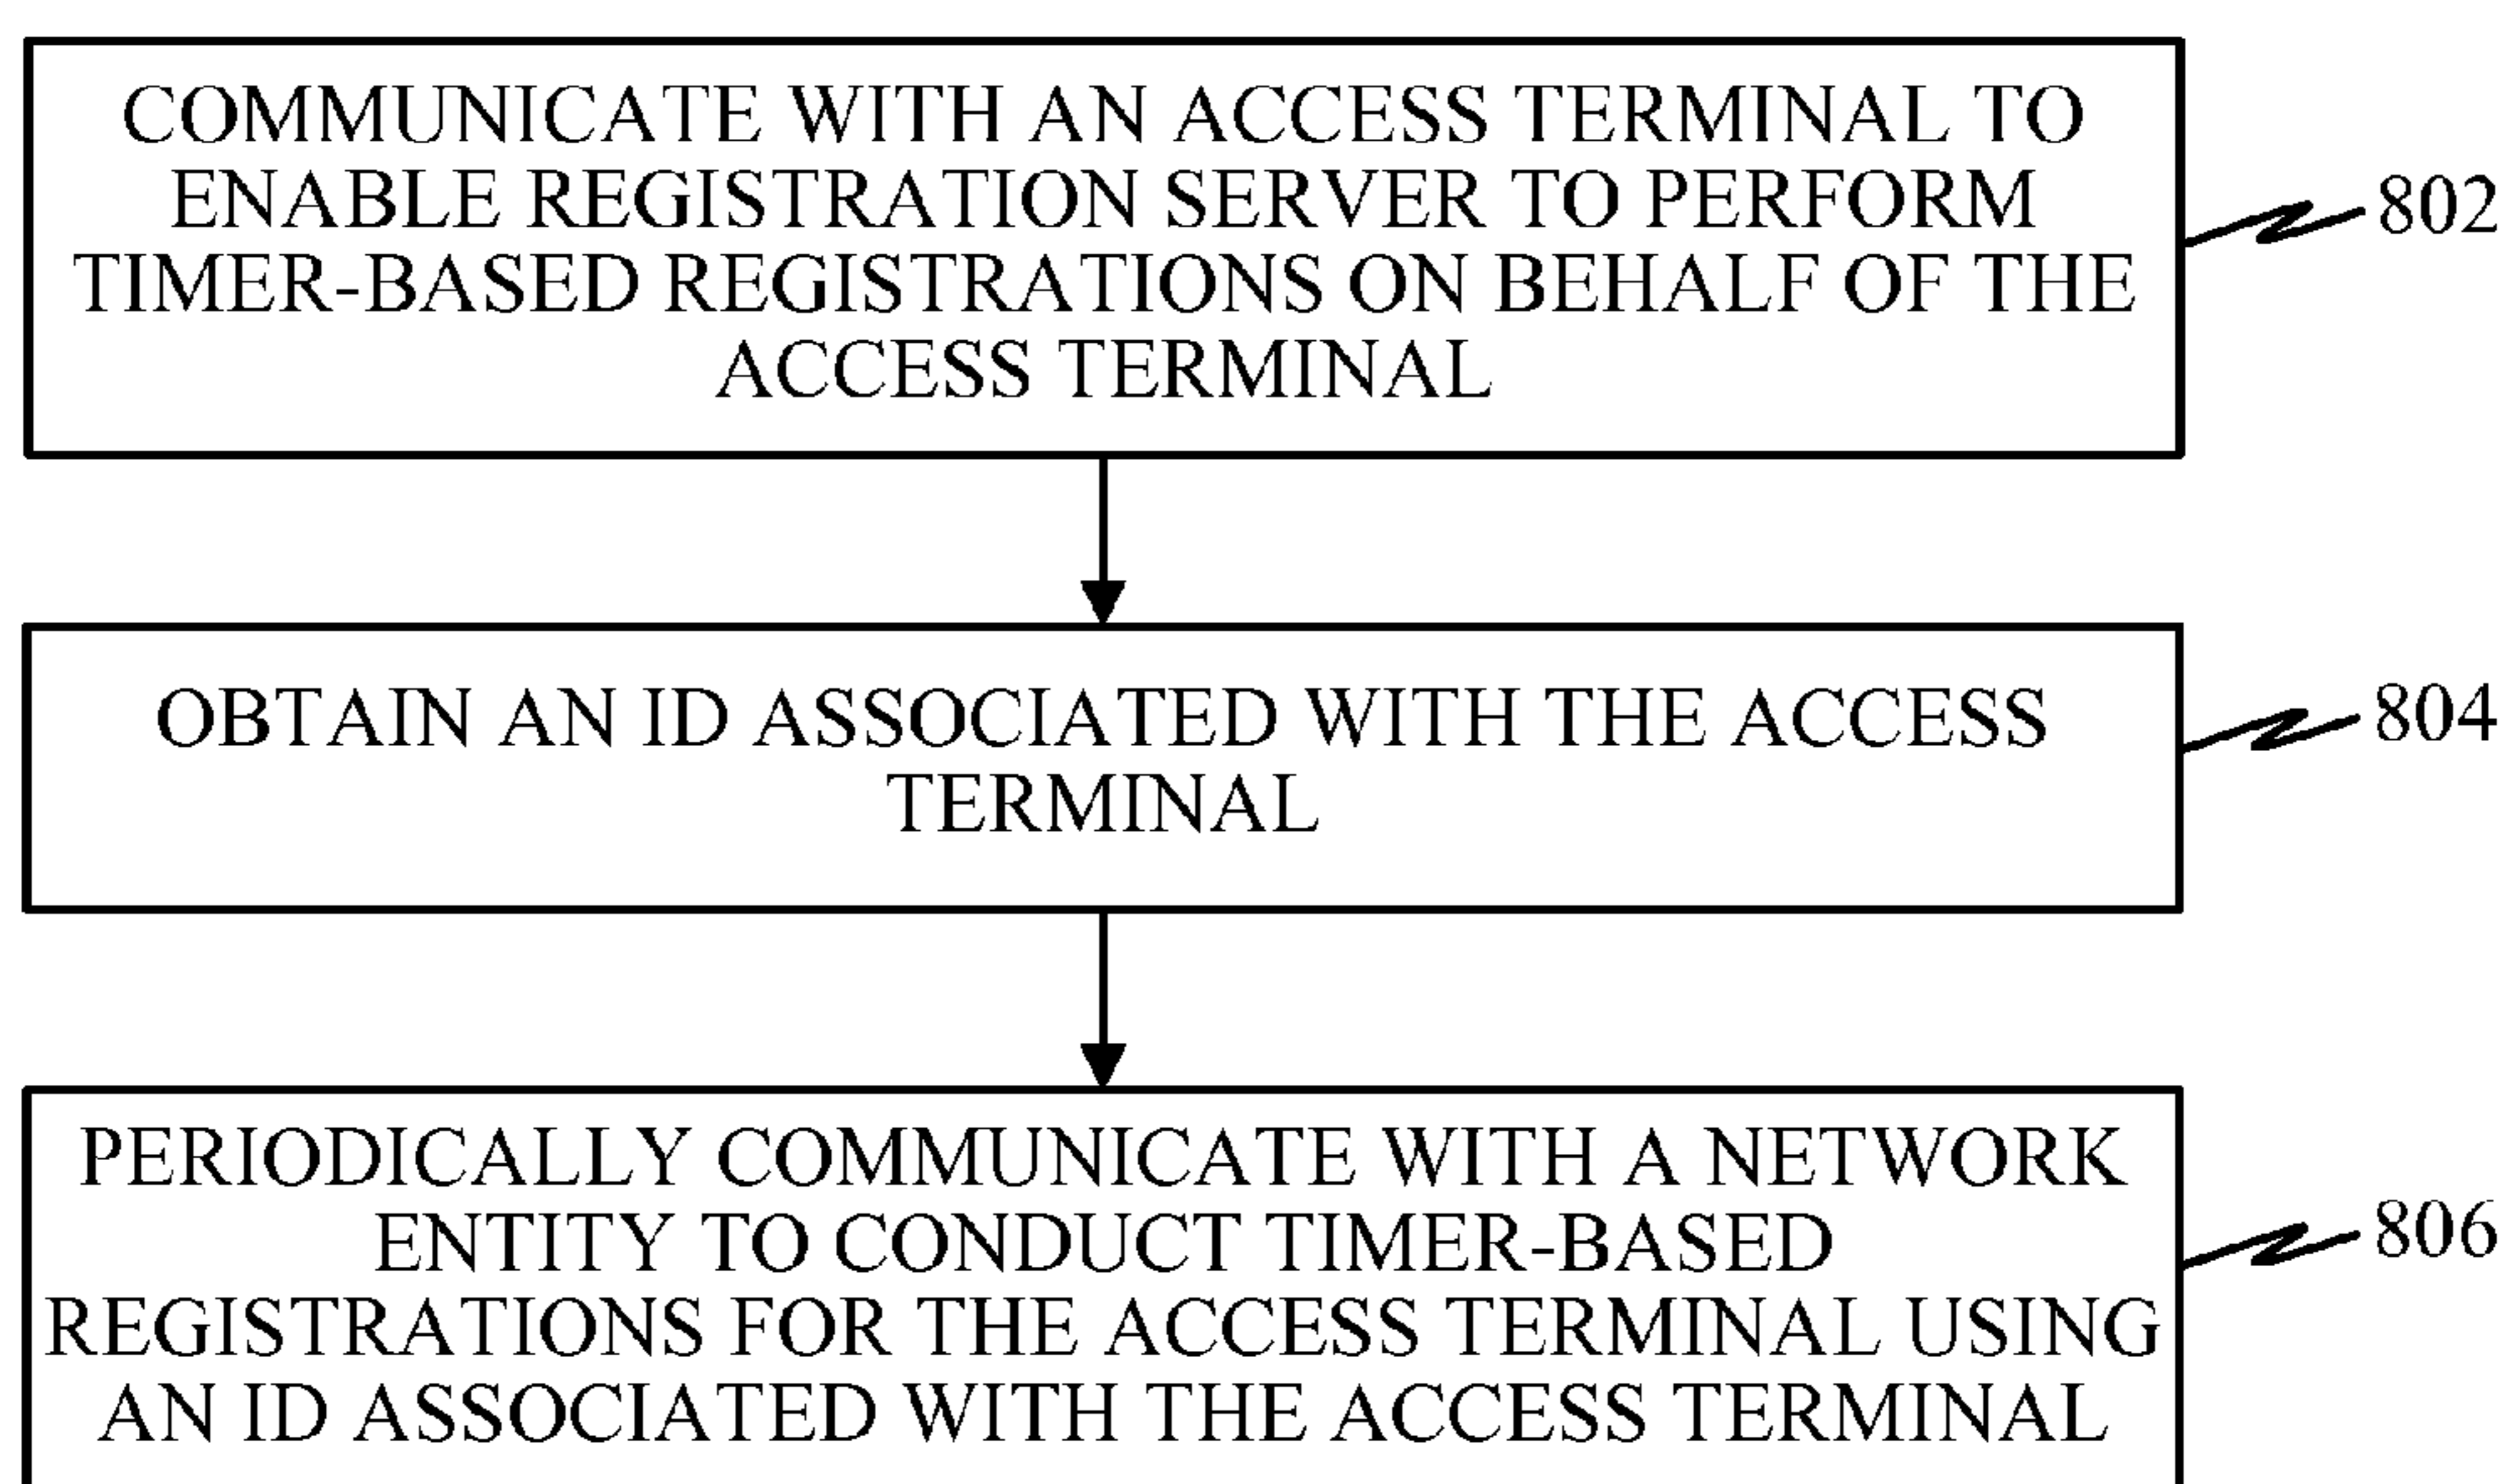 COMMUNICATE WITH AN ACCESS TERMINAL TO
ENABLE REGISTRATION SERVER TO PERFORM
TIMER-BASED REGISTRATIONS ON BEHALF OF THE
ACCESS TERMINAL
802
OBTAIN AN ID ASSOCIATED WITH THE ACCESS
TERMINAL
804
PERIODICALLY COMMUNICATE WITH A NETWORK
ENTITY TO CONDUCT TIMER-BASED
REGISTRATIONS FOR THE ACCESS TERMINAL USING
AN ID ASSOCIATED WITH THE ACCESS TERMINAL
806